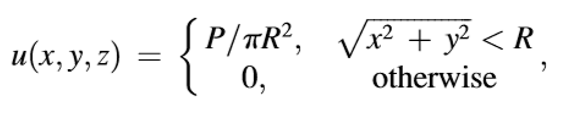 u(x, y, z) = { P/πR², √x² + y² < R
0, otherwise ,